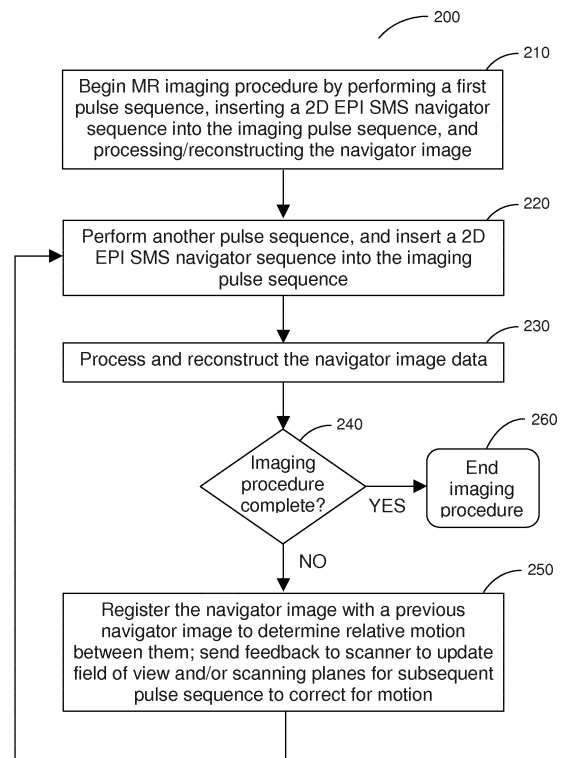 200
210
Begin MR imaging procedure by performing a first
pulse sequence, inserting a 2D EPI SMS navigator
sequence into the imaging pulse sequence, and
processing/reconstructing the navigator image
220
Perform another pulse sequence, and insert a 2D
EPI SMS navigator sequence into the imaging
pulse sequence
230
Process and reconstruct the navigator image data
240
Imaging
procedure
complete?
YES
260
End
imaging
procedure
NO
250
Register the navigator image with a previous
navigator image to determine relative motion
between them; send feedback to scanner to update
field of view and/or scanning planes for subsequent
pulse sequence to correct for motion